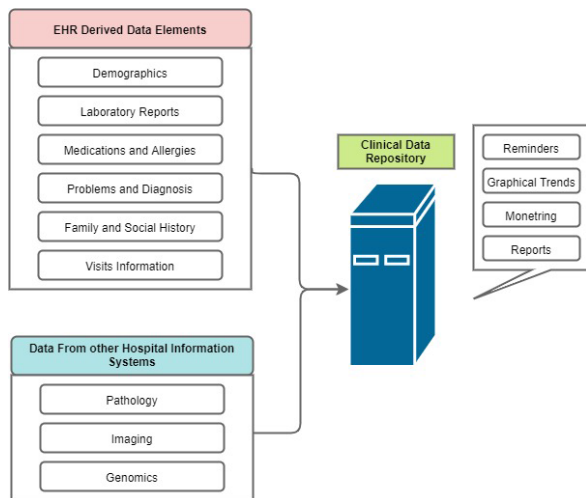 EHR Derived Data Elements
Demographics
Laboratory Reports
Medications and Allergies
Problems and Diagnosis
Family and Social History
Visits Information
Data From other Hospital Information
Systems
Pathology
Imaging
Genomics
Clinical Data
Repository
Reminders
Graphical Trends
Monetring
Reports